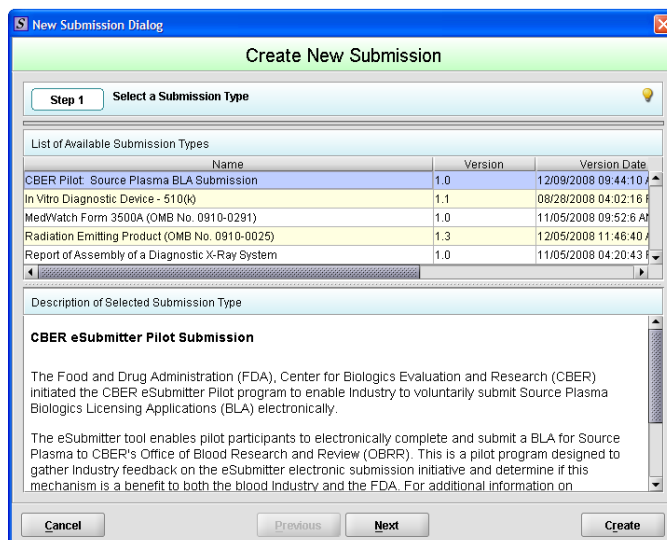 New Submission Dialog
Create New Submission
Step 1 Select a Submission Type
List of Available Submission Types
Name Version Version Date
CBER Pilot: Source Plasma BLA Submission 1.0 12/09/2008 09:44:10
In Vitro Diagnostic Device - 510(k) 1.1 08/28/2008 04:02:16
MedWatch Form 3500A (OMB No. 0910-0291) 1.0 11/05/2008 09:52:6
Radiation Emitting Product (OMB No. 0910-0025) 1.3 12/05/2008 11:46:40
Report of Assembly of a Diagnostic X-Ray System 1.0 11/05/2008 04:20:43
Description of Selected Submission Type
CBER eSubmitter Pilot Submission
The Food and Drug Administration (FDA), Center for Biologics Evaluation and Research (CBER)
initiated the CBER eSubmitter Pilot program to enable Industry to voluntarily submit Source Plasma
Biologics Licensing Applications (BLA) electronically.
The eSubmitter tool enables pilot participants to electronically complete and submit a BLA for Source
Plasma to CBER's Office of Blood Research and Review (OBRR). This is a pilot program designed to
gather Industry feedback on the eSubmitter electronic submission initiative and determine if this
mechanism is a benefit to both the blood Industry and the FDA. For additional information on
Cancel Previous Next Create